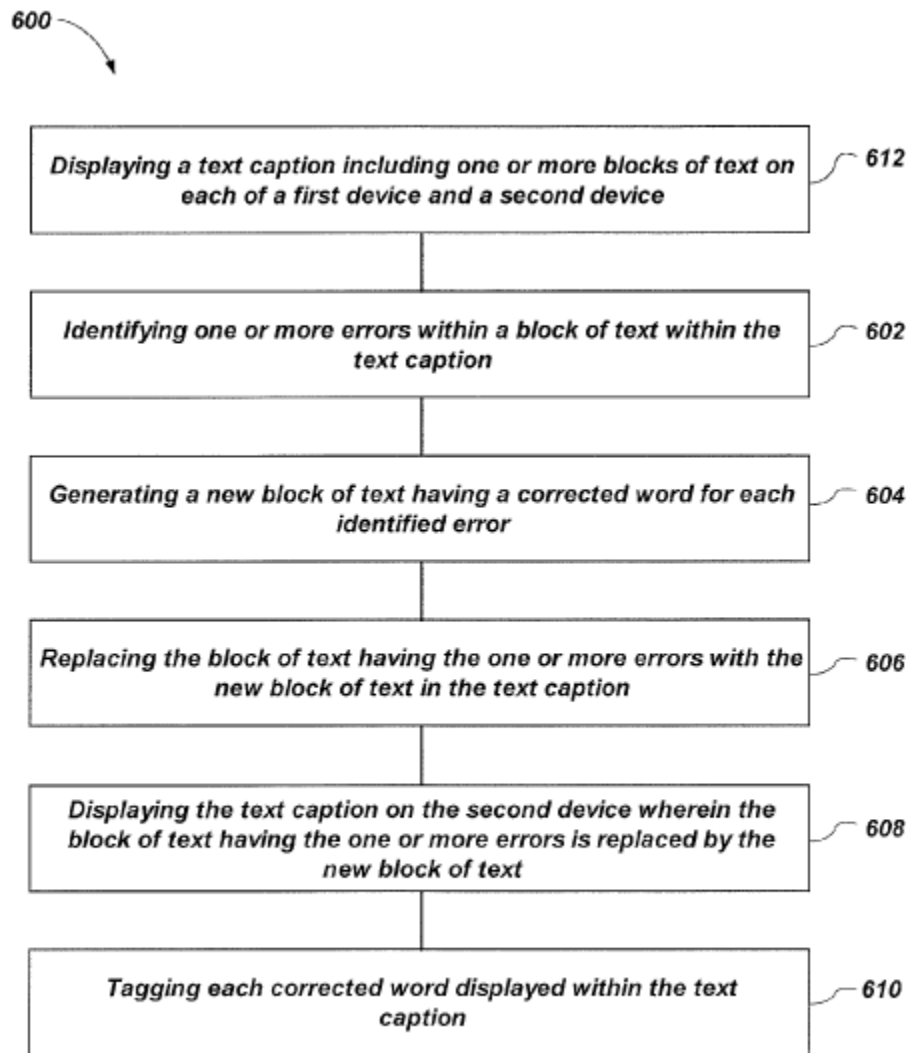 600
Displaying a text caption including one or more blocks of text on
each of a first device and a second device
612
Identifying one or more errors within a block of text within the
text caption
602
Generating a new block of text having a corrected word for each
identified error
604
Replacing the block of text having the one or more errors with the
new block of text in the text caption
606
Displaying the text caption on the second device wherein the
block of text having the one or more errors is replaced by the
new block of text
608
Tagging each corrected word displayed within the text
caption
610